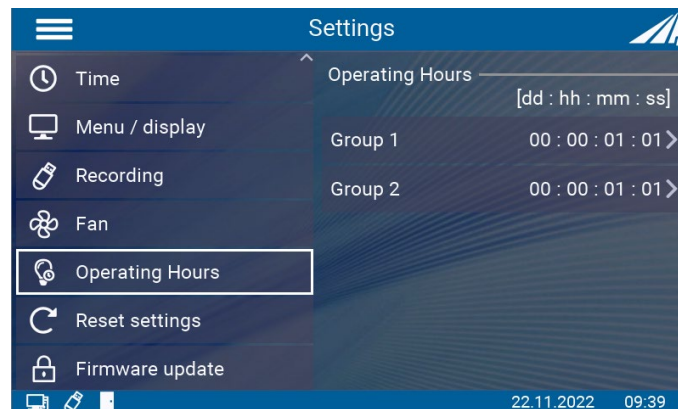 Settings
Time
Menu / display
Recording
Fan
Operating Hours
Reset settings
Firmware update
Operating Hours
[dd : hh : mm : ss]
Group 1 00 : 00 : 01 : 01
Group 2 00 : 00 : 01 : 01
22.11.2022 09:39